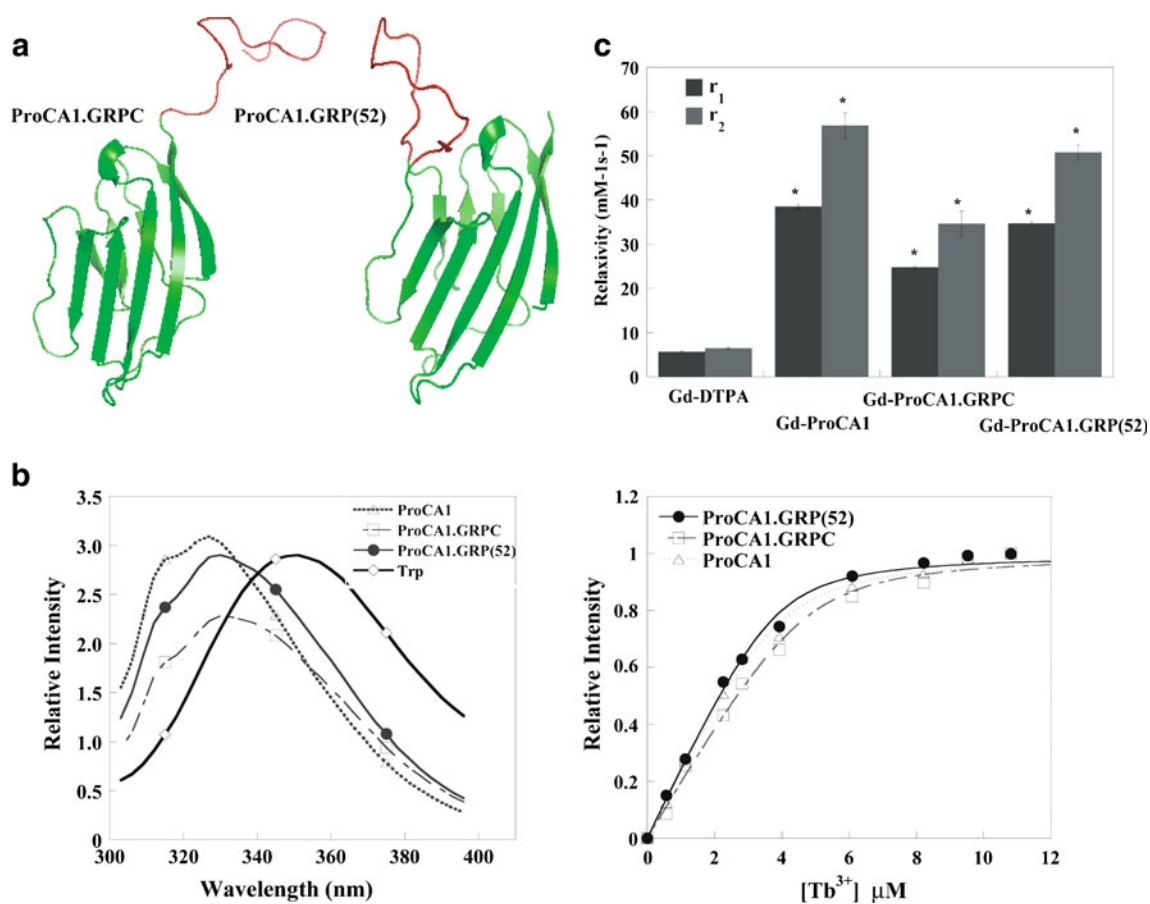 a
ProCA1.GRPC
ProCA1.GRP(52)
c
70
60
50
40
30
20
10
0
Relaxivity (mM-1s-1)
r1
r2
*
*
*
*
*
*
Gd-DTPA
Gd-ProCA1
Gd-ProCA1.GRPC
Gd-ProCA1.GRP(52)
b
3.5
3.0
2.5
2.0
1.5
1.0
0.5
0
Relative Intensity
300
320
340
360
380
400
Wavelength (nm)
ProCA1
ProCA1.GRPC
ProCA1.GRP(52)
Trp
1.2
1
0.8
0.6
0.4
0.2
0
Relative Intensity
0
2
4
6
8
10
12
[Tb3+] μM
ProCA1.GRP(52)
ProCA1.GRPC
ProCA1